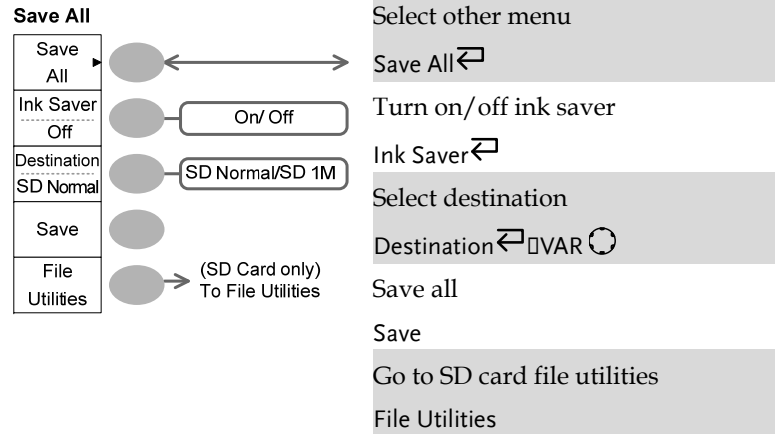 Save All
Save
All
Ink Saver
Off
Destination
SD Normal
Save
File
Utilities
On/ Off
SD Normal/SD 1M
(SD Card only)
To File Utilities
Select other menu
Save All
Turn on/off ink saver
Ink Saver
Select destination
Destination VAR
Save all
Save
Go to SD card file utilities
File Utilities